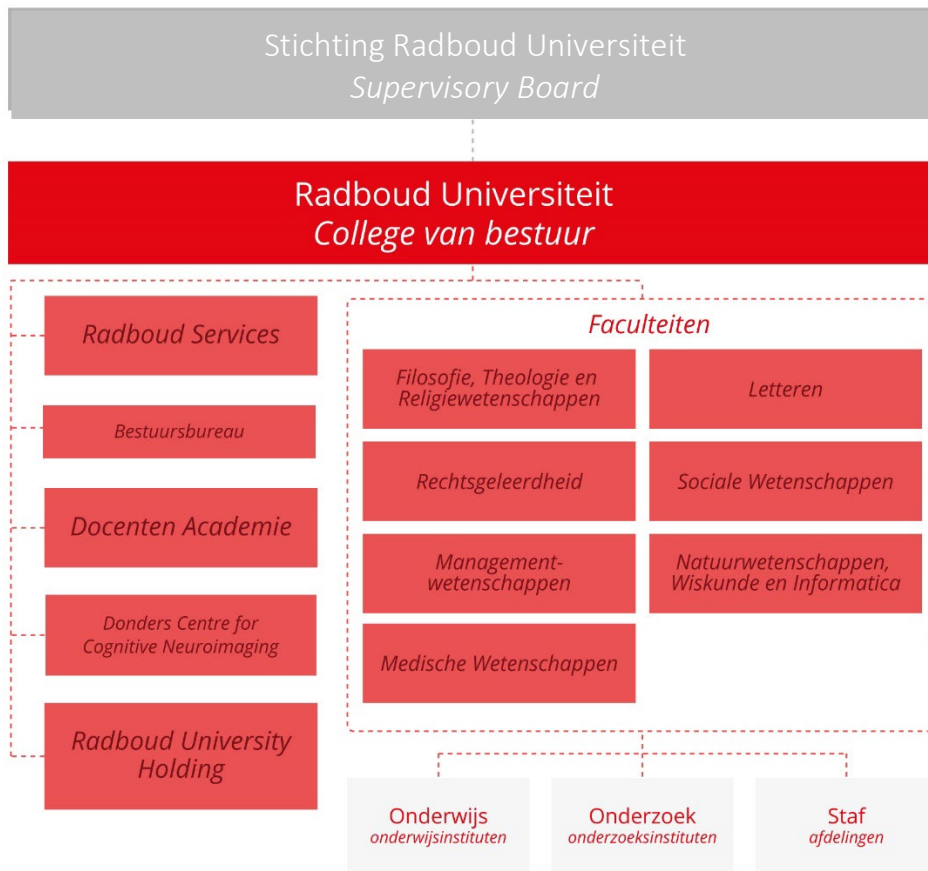 Stichting Radboud Universiteit
Supervisory Board
Radboud Universiteit
College van bestuur
Radboud Services
Bestuursbureau
Docenten Academie
Donders Centre for
Cognitive Neuroimaging
Radboud University
Holding
Faculteiten
Filosofie, Theologie en
Religiewetenschappen
Letteren
Rechtsgeleerdheid
Sociale Wetenschappen
Management-
wetenschappen
Natuurwetenschappen,
Wiskunde en Informatica
Medische Wetenschappen
Onderwijs
onderwijsinstituten
Onderzoek
onderzoeksinstituten
Staf
afdelingen